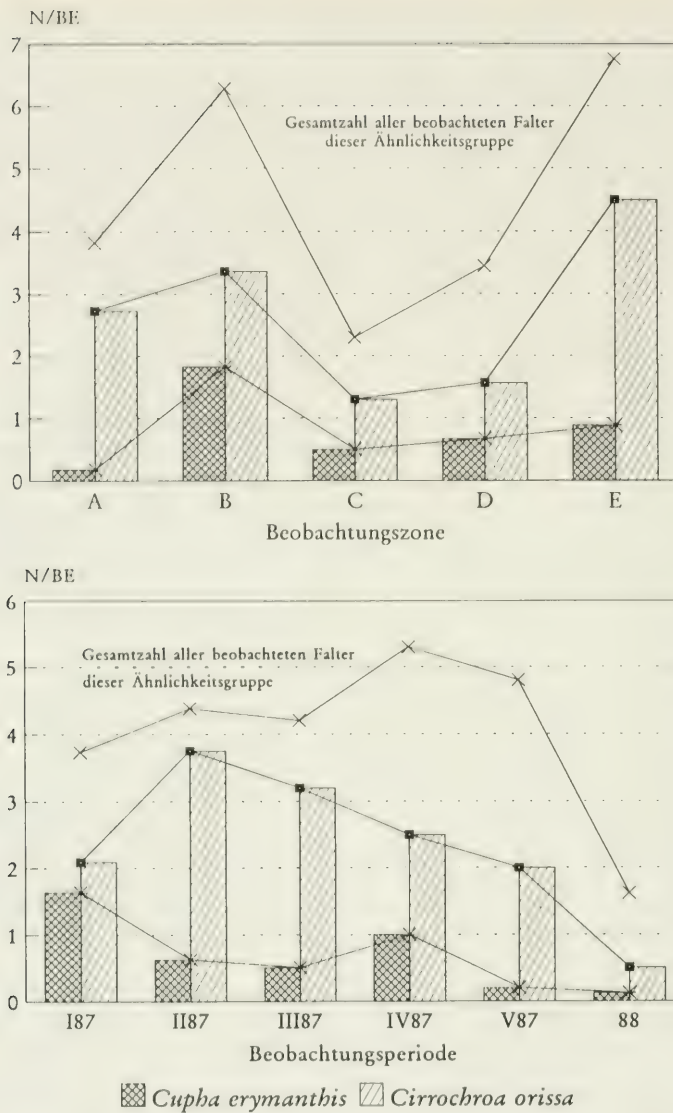 N/BE
7
6
5
4
3
2
1
0
Gesamtzahl aller beobachteten Falter
dieser Ähnlichkeitsgruppe
A B C D E
Beobachtungszone
N/BE
6
5
4
3
2
1
0
Gesamtzahl aller beobachteten Falter
dieser Ähnlichkeitsgruppe
I87 II87 III87 IV87 V87 88
Beobachtungsperiode
Cupha erymanthis Cirrochroa orissa